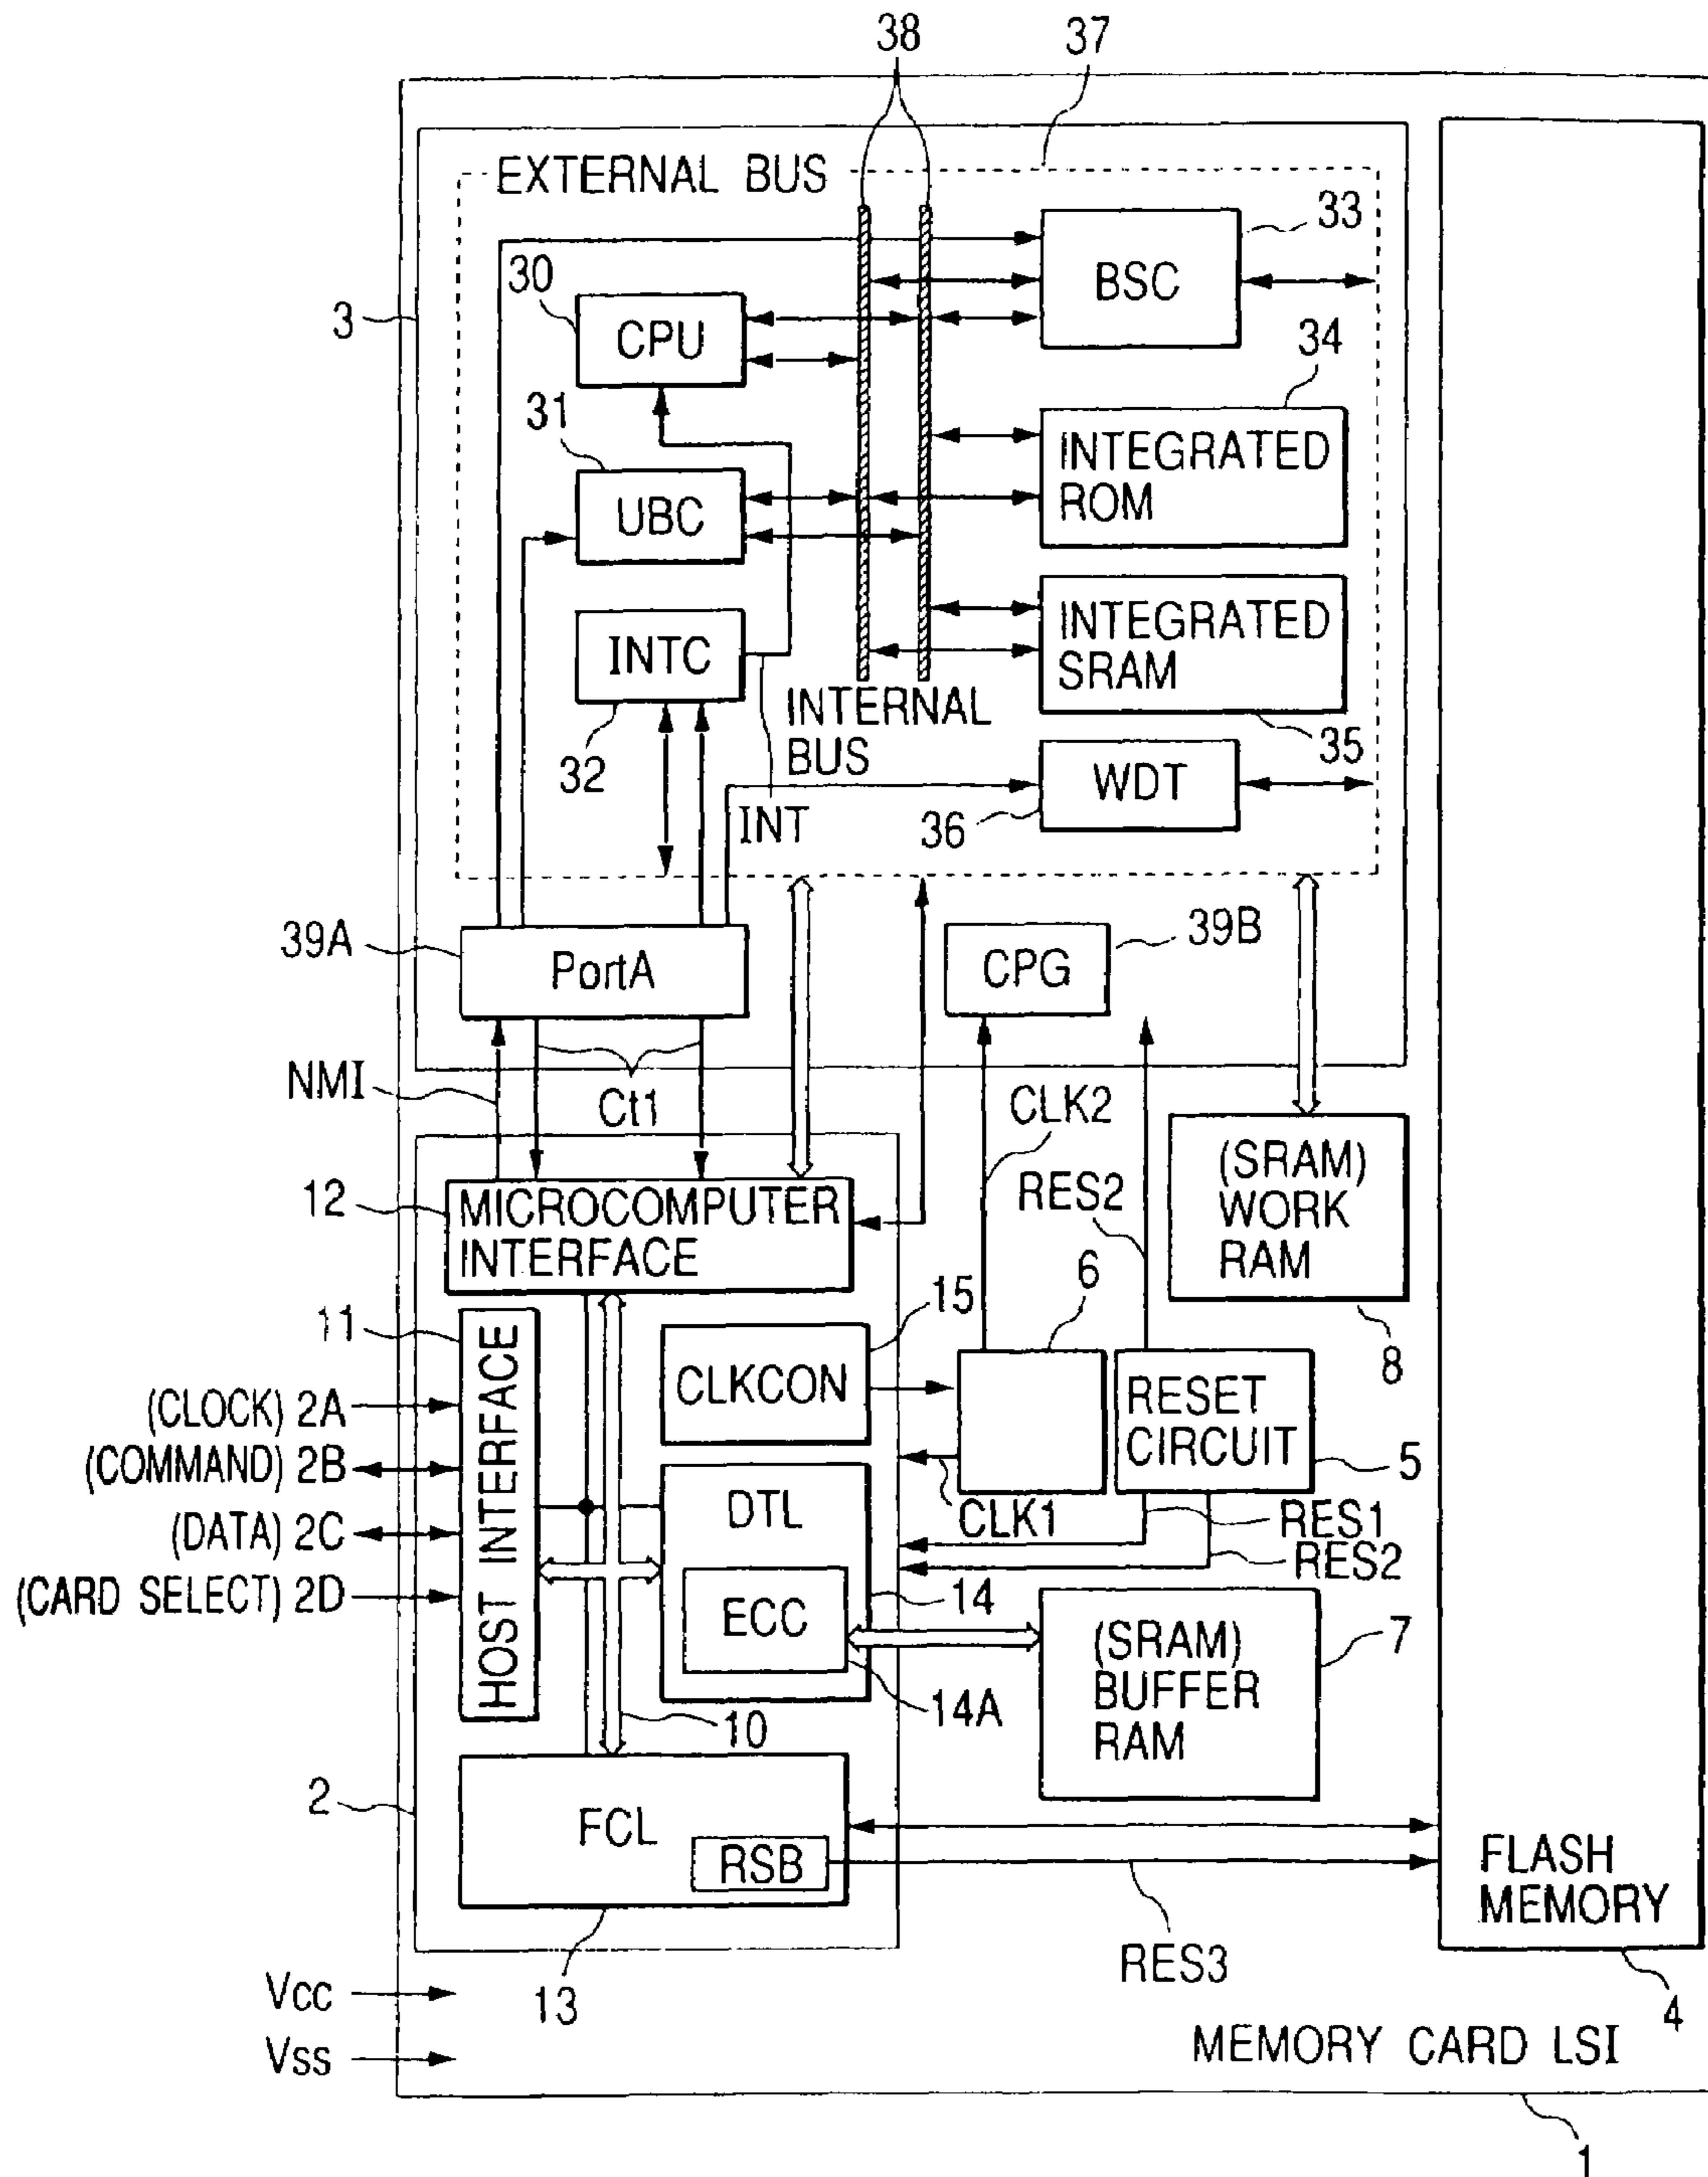 38
37
EXTERNAL BUS
33
BSC
30
CPU
3
34
31
INTEGRATED
ROM
UBC
INTEGRATED
SRAM
INTC
INTERNAL
BUS
35
32
WDT
36
INT
39A
PortA
CPG
39B
NMI
Ct1
CLK2
RES2
(SRAM)
WORK
RAM
12
MICROCOMPUTER
INTERFACE
6
15
11
8
HOST INTERFACE
CLKCON
RESET
CIRCUIT
5
(CLOCK) 2A
(COMMAND) 2B
(DATA) 2C
(CARD SELECT) 2D
DTL
CLK1
RES1
RES2
14
ECC
7
(SRAM)
BUFFER
RAM
14A
10
2
FCL
RSB
FLASH
MEMORY
RES3
13
Vcc
Vss
4
MEMORY CARD LSI
1